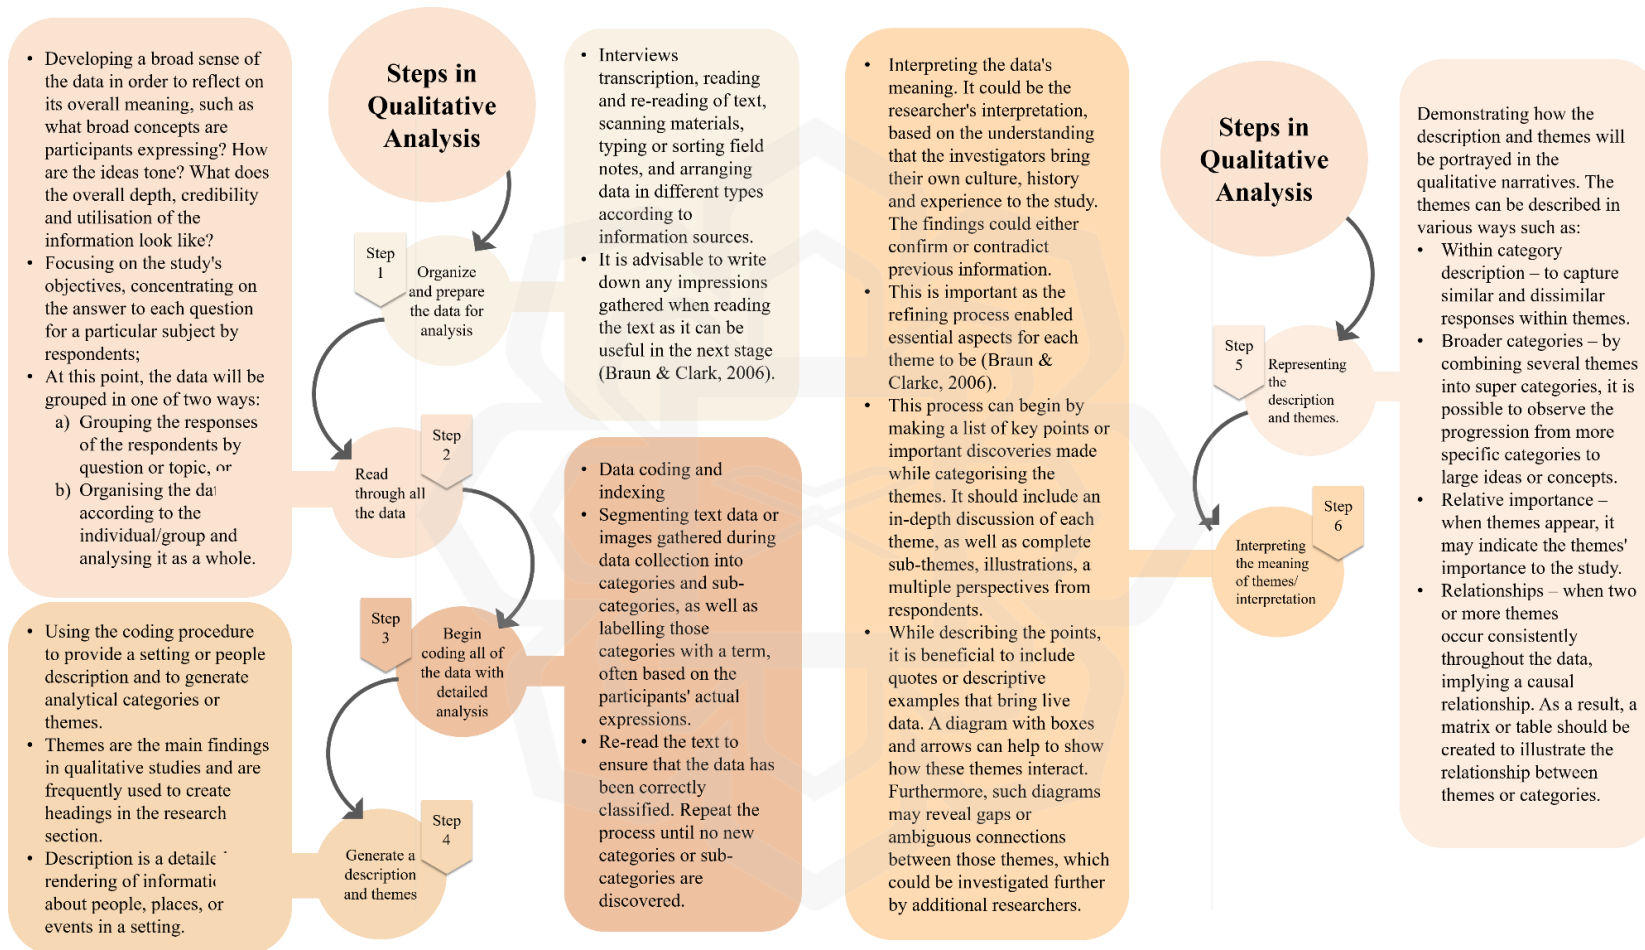 Steps in
Qualitative
Analysis
Step
1
Organize
and prepare
the data for
analysis
• Interviews
transcription, reading
and re-reading of text,
scanning materials,
typing or sorting field
notes, and arranging
data in different types
according to
information sources.
• It is advisable to write
down any impressions
gathered when reading
the text as it can be
useful in the next stage
(Braun & Clark, 2006).
Step
2
Read
through all
the data
• Developing a broad sense of
the data in order to reflect on
its overall meaning, such as
what broad concepts are
participants expressing? How
are the ideas tone? What does
the overall depth, credibility
and utilisation of the
information look like?
• Focusing on the study's
objectives, concentrating on
the answer to each question
for a particular subject by
respondents;
• At this point, the data will be
grouped in one of two ways:
a) Grouping the responses
of the respondents by
question or topic, or
b) Organising the dat
according to the
individual/group and
analysing it as a whole.
Step
3
Begin
coding all of
the data with
detailed
analysis
• Data coding and
indexing
• Segmenting text data or
images gathered during
data collection into
categories and sub-
categories, as well as
labelling those
categories with a term,
often based on the
participants' actual
expressions.
• Re-read the text to
ensure that the data has
been correctly
classified. Repeat the
process until no new
categories or sub-
categories are
discovered.
Step
4
Generate a
description
and themes
• Using the coding procedure
to provide a setting or people
description and to generate
analytical categories or
themes.
• Themes are the main findings
in qualitative studies and are
frequently used to create
headings in the research
section.
• Description is a detaile
rendering of informatic
about people, places, or
events in a setting.
Steps in
Qualitative
Analysis
Step
5
Representing
the
description
and themes.
Demonstrating how the
description and themes will
be portrayed in the
qualitative narratives. The
themes can be described in
various ways such as:
• Within category
description – to capture
similar and dissimilar
responses within themes.
• Broader categories – by
combining several themes
into super categories, it is
possible to observe the
progression from more
specific categories to
large ideas or concepts.
• Relative importance –
when themes appear, it
may indicate the themes'
importance to the study.
• Relationships – when two
or more themes
occur consistently
throughout the data,
implying a causal
relationship. As a result, a
matrix or table should be
created to illustrate the
relationship between
themes or categories.
Step
6
Interpreting
the meaning
of themes/
interpretation
• Interpreting the data's
meaning. It could be the
researcher's interpretation,
based on the understanding
that the investigators bring
their own culture, history
and experience to the study.
The findings could either
confirm or contradict
previous information.
• This is important as the
refining process enabled
essential aspects for each
theme to be (Braun &
Clarke, 2006).
• This process can begin by
making a list of key points or
important discoveries made
while categorising the
themes. It should include an
in-depth discussion of each
theme, as well as complete
sub-themes, illustrations, a
multiple perspectives from
respondents.
• While describing the points,
it is beneficial to include
quotes or descriptive
examples that bring live
data. A diagram with boxes
and arrows can help to show
how these themes interact.
Furthermore, such diagrams
may reveal gaps or
ambiguous connections
between those themes, which
could be investigated further
by additional researchers.